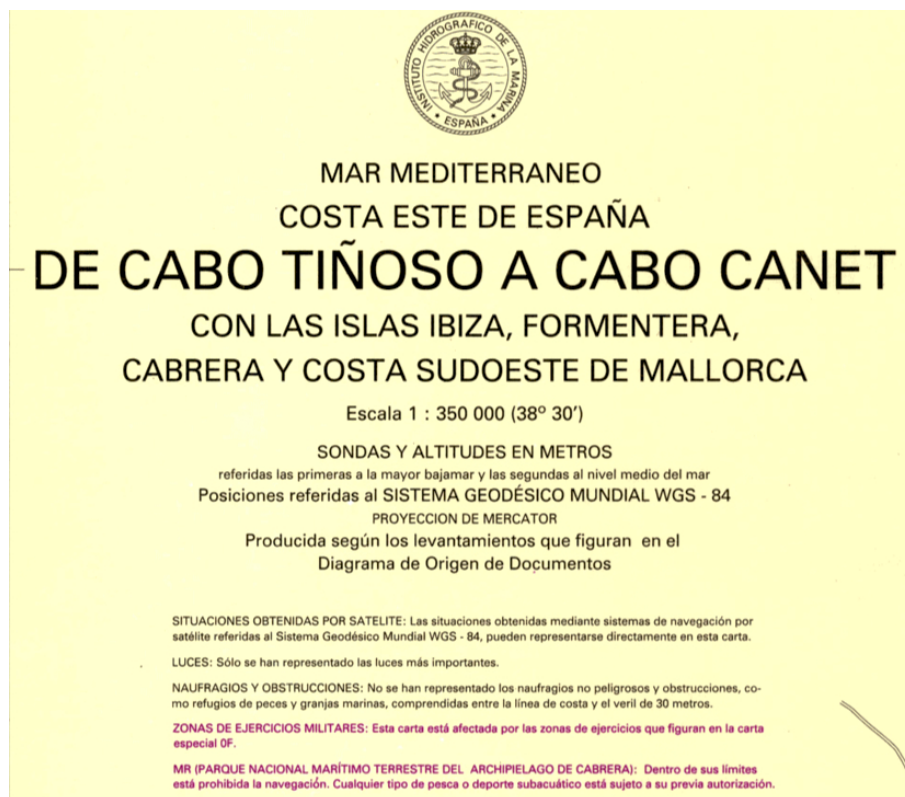 INSTITUTO HIDROGRAFICO DE LA MARINA
• ESPAÑA •
MAR MEDITERRANEO
COSTA ESTE DE ESPAÑA
DE CABO TIÑOSO A CABO CANET
CON LAS ISLAS IBIZA, FORMENTERA,
CABRERA Y COSTA SUDOESTE DE MALLORCA
Escala 1 : 350 000 (38º 30')
SONDAS Y ALTITUDES EN METROS
referidas las primeras a la mayor bajamar y las segundas al nivel medio del mar
Posiciones referidas al SISTEMA GEODÉSICO MUNDIAL WGS - 84
PROYECCION DE MERCATOR
Producida según los levantamientos que figuran en el
Diagrama de Origen de Documentos
SITUACIONES OBTENIDAS POR SATELITE: Las situaciones obtenidas mediante sistemas de navegación por
satélite referidas al Sistema Geodésico Mundial WGS - 84, pueden representarse directamente en esta carta.
LUCES: Sólo se han representado las luces más importantes.
NAUFRAGIOS Y OBSTRUCCIONES: No se han representado los naufragios no peligrosos y obstrucciones, co-
mo refugios de peces y granjas marinas, comprendidas entre la línea de costa y el veril de 30 metros.
ZONAS DE EJERCICIOS MILITARES: Esta carta está afectada por las zonas de ejercicios que figuran en la carta
especial 0F.
MR (PARQUE NACIONAL MARÍTIMO TERRESTRE DEL ARCHIPIELAGO DE CABRERA): Dentro de sus límites
está prohibida la navegación. Cualquier tipo de pesca o deporte subacuático está sujeto a su previa autorización.